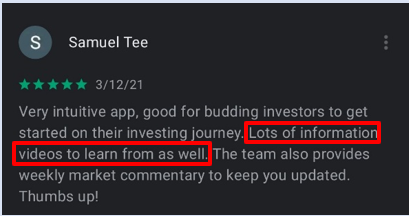 S
Samuel Tee
3/12/21
Very intuitive app, good for budding investors to get
started on their investing journey. Lots of information
videos to learn from as well. The team also provides
weekly market commentary to keep you updated.
Thumbs up!